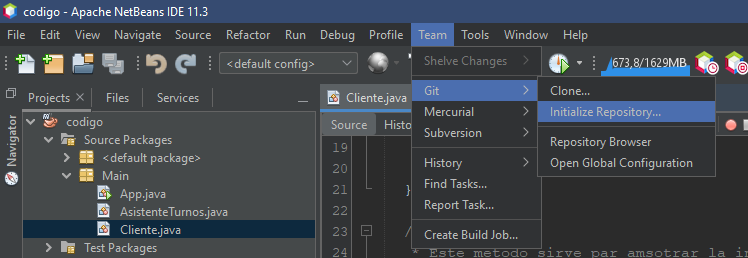 codigo - Apache NetBeans IDE 11.3
File Edit View Navigate Source Refactor Run Debug Profile Team Tools Window Help
<default config> 673,8/1629MB
Shelve Changes
Projects Files Services Cliente.java Git Clone...
codigo Mercurial Initialize Repository...
Source Packages Source Histo Subversion
<default package> 19 Repository Browser
Main 20 History Open Global Configuration
App.java 21 } Find Tasks...
AsistenteTurnos.java 22 Report Task...
Cliente.java 23 / Create Build Job...
Test Packages 24 * Este metodo sirve par amsotrar la in
Navigator